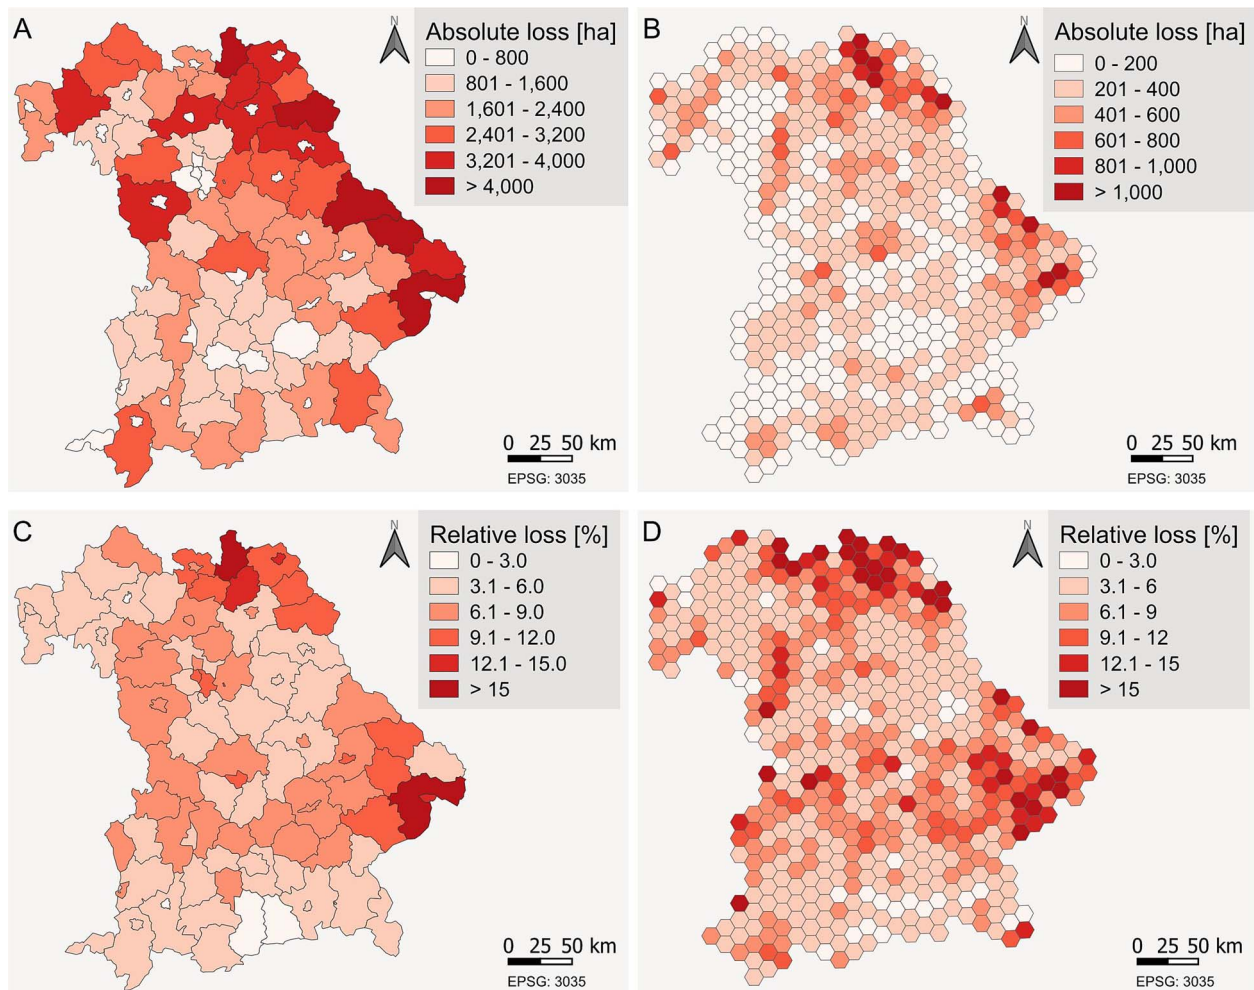 A
N
Absolute loss [ha]
0 - 800
801 - 1,600
1,601 - 2,400
2,401 - 3,200
3,201 - 4,000
> 4,000
0 25 50 km
EPSG: 3035
B
N
Absolute loss [ha]
0 - 200
201 - 400
401 - 600
601 - 800
801 - 1,000
> 1,000
0 25 50 km
EPSG: 3035
C
N
Relative loss [%]
0 - 3.0
3.1 - 6.0
6.1 - 9.0
9.1 - 12.0
12.1 - 15.0
> 15
0 25 50 km
EPSG: 3035
D
N
Relative loss [%]
0 - 3.0
3.1 - 6
6.1 - 9
9.1 - 12
12.1 - 15
> 15
0 25 50 km
EPSG: 3035